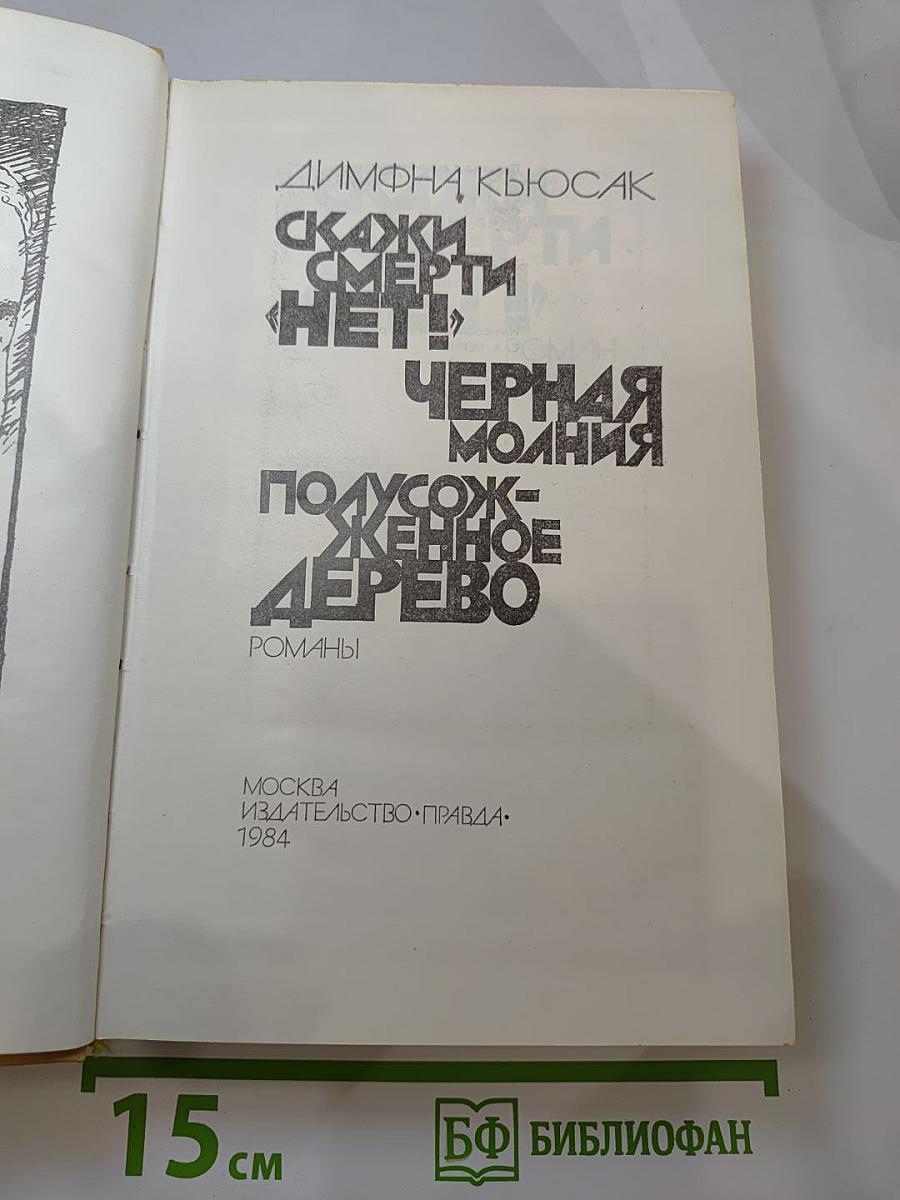 ДИМФНА КЬЮСАК
СКАЖИ
СМЕРТИ
«НЕТ!»
ЧЕРНАЯ
МОЛНИЯ
ПОЛУСОЖ-
ЖЕННОЕ
ДЕРЕВО
РОМАНЫ
МОСКВА
ИЗДАТЕЛЬСТВО·ПРАВДА·
1984
15 СМ
БФ БИБЛИОФАН